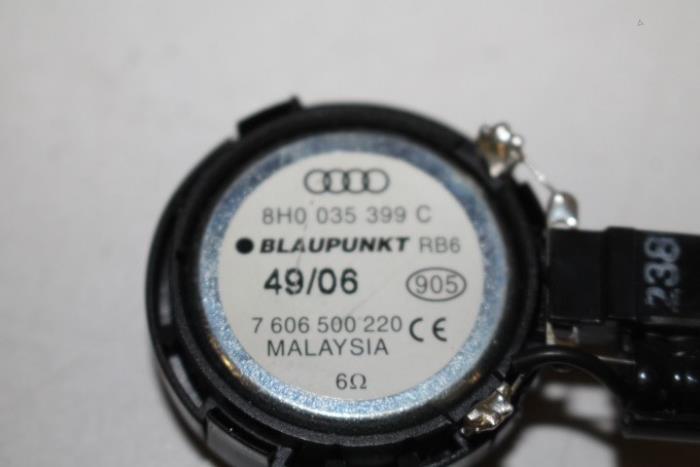 8H0 035 399 C
BLAUPUNKT RB6
49/06 905
7 606 500 220 CE
MALAYSIA
6Ω
238